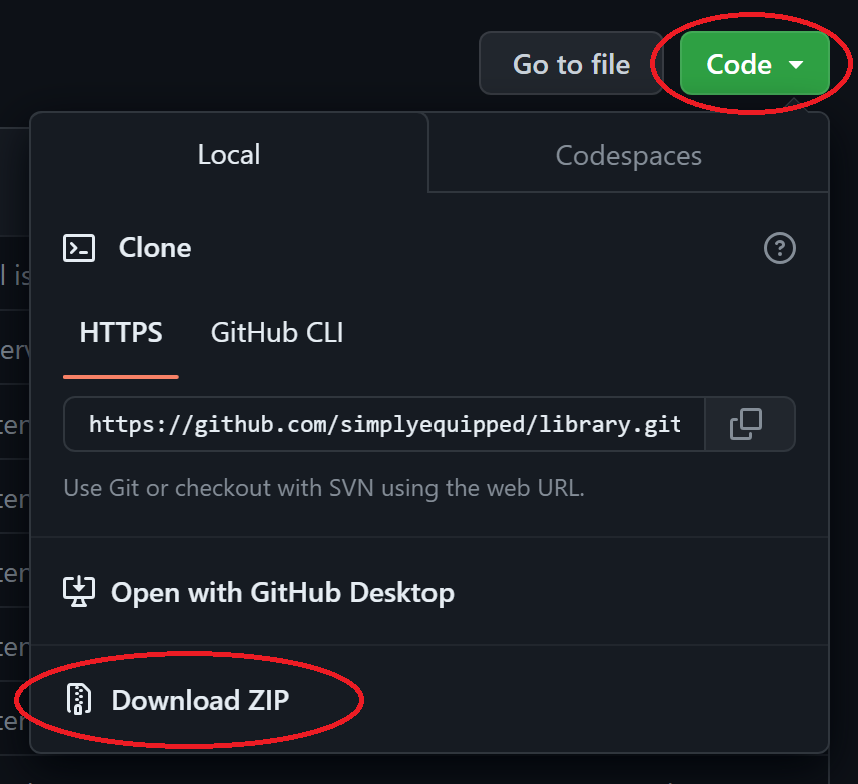 Go to file
Code
Local
Codespaces
Clone
HTTPS
GitHub CLI
https://github.com/simplyequipped/library.git
Use Git or checkout with SVN using the web URL.
Open with GitHub Desktop
Download ZIP